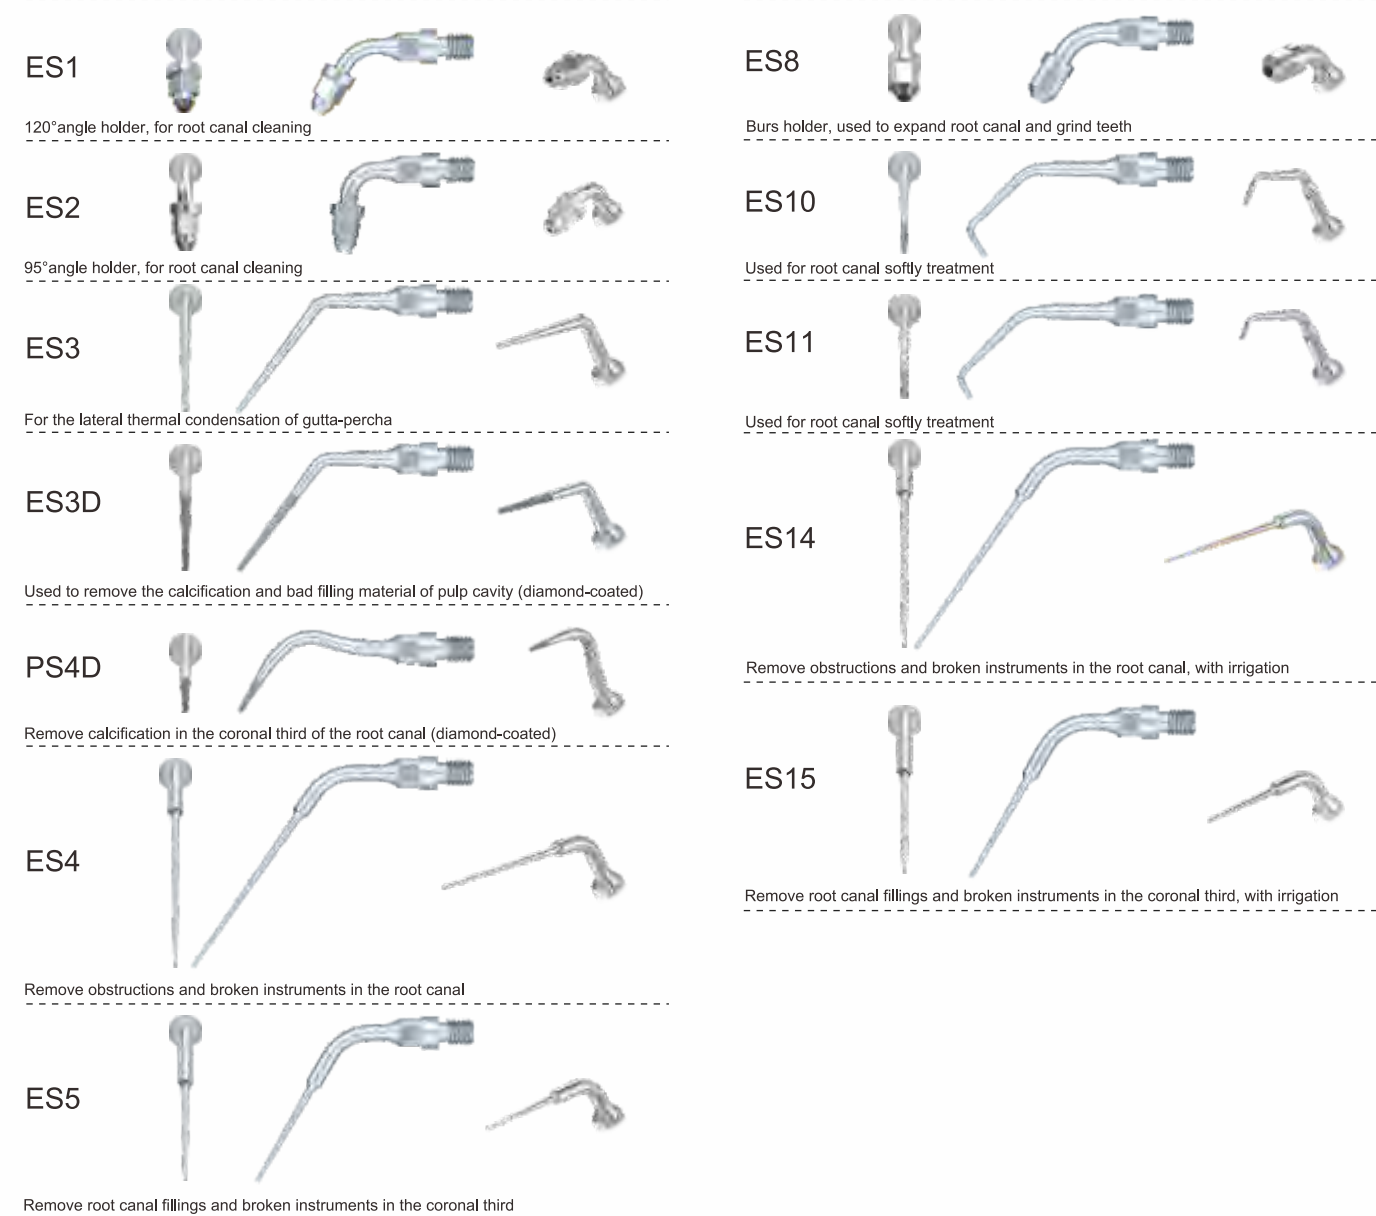 ES1
120°angle holder, for root canal cleaning
ES2
95°angle holder, for root canal cleaning
ES3
For the lateral thermal condensation of gutta-percha
ES3D
Used to remove the calcification and bad filling material of pulp cavity (diamond-coated)
PS4D
Remove calcification in the coronal third of the root canal (diamond-coated)
ES4
Remove obstructions and broken instruments in the root canal
ES5
Remove root canal fillings and broken instruments in the coronal third
ES8
Burs holder, used to expand root canal and grind teeth
ES10
Used for root canal softly treatment
ES11
Used for root canal softly treatment
ES14
Remove obstructions and broken instruments in the root canal, with irrigation
ES15
Remove root canal fillings and broken instruments in the coronal third, with irrigation